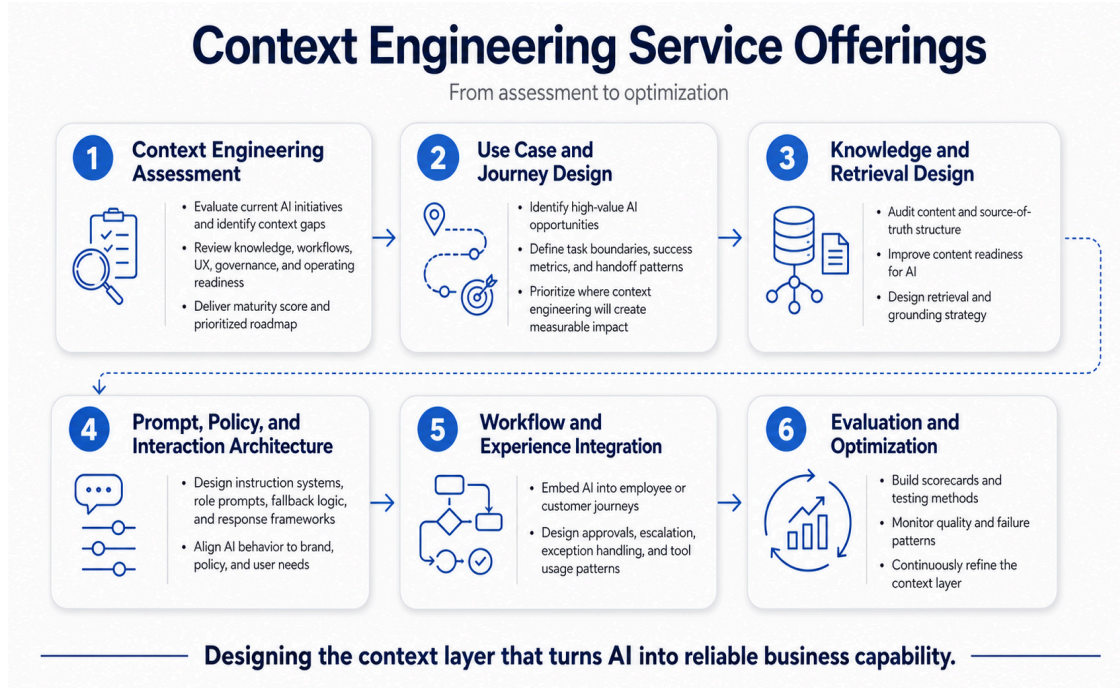 Context Engineering Service Offerings
From assessment to optimization
1
Context Engineering
Assessment
• Evaluate current AI initiatives
and identify context gaps
• Review knowledge, workflows,
UX, governance, and operating
readiness
• Deliver maturity score and
prioritized roadmap
2
Use Case and
Journey Design
• Identify high-value AI
opportunities
• Define task boundaries, success
metrics, and handoff patterns
• Prioritize where context
engineering will create
measurable impact
3
Knowledge and
Retrieval Design
• Audit content and source-of-
truth structure
• Improve content readiness
for AI
• Design retrieval and
grounding strategy
4
Prompt, Policy, and
Interaction Architecture
• Design instruction systems,
role prompts, fallback logic,
and response frameworks
• Align AI behavior to brand,
policy, and user needs
5
Workflow and
Experience Integration
• Embed AI into employee or
customer journeys
• Design approvals, escalation,
exception handling, and tool
usage patterns
6
Evaluation and
Optimization
• Build scorecards and
testing methods
• Monitor quality and failure
patterns
• Continuously refine the
context layer
Designing the context layer that turns AI into reliable business capability.